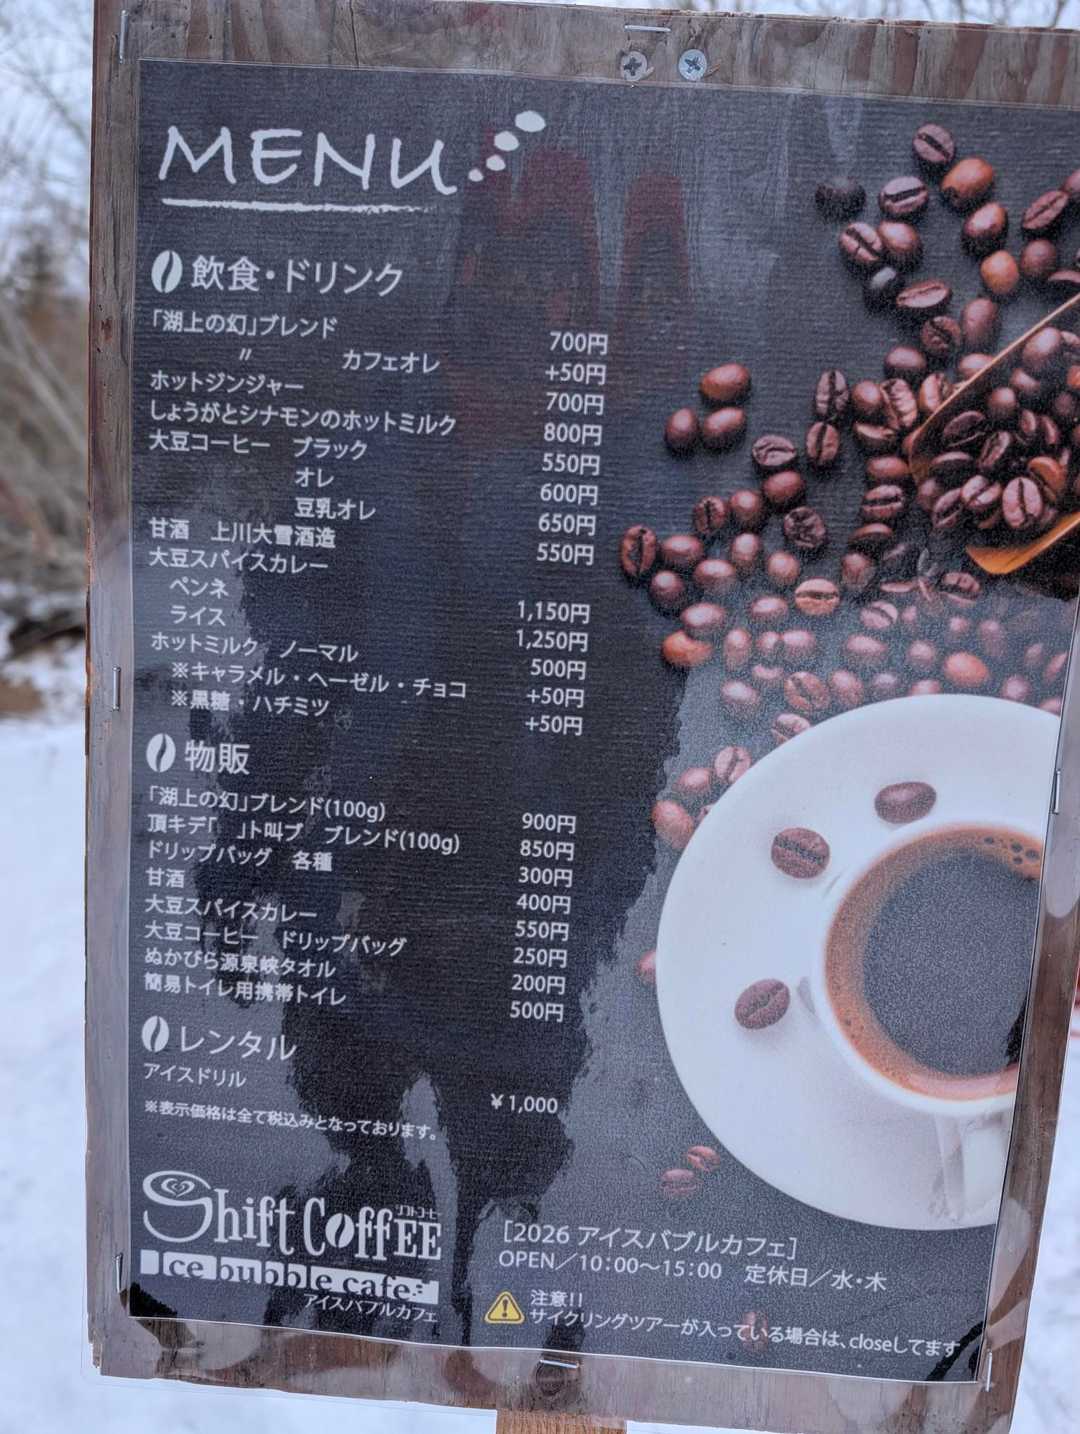 MENU
飲食・ドリンク
「湖上の幻」ブレンド 700円
〃 カフェオレ +50円
ホットジンジャー 700円
しょうがとシナモンのホットミルク 800円
大豆コーヒー ブラック 550円
オレ 600円
豆乳オレ 650円
甘酒 上川大雪酒造 550円
大豆スパイスカレー
ペンネ 1,150円
ライス 1,250円
ホットミルク ノーマル 500円
※キャラメル・ヘーゼル・チョコ +50円
※黒糖・ハチミツ +50円
物販
「湖上の幻」ブレンド(100g) 900円
ブレンド(100g) 850円
ドリップバッグ 各種 300円
甘酒 400円
大豆スパイスカレー 550円
大豆コーヒー ドリップバッグ 250円
ぬかびら源泉峡タオル 200円
簡易トイレ用携帯トイレ 500円
レンタル
アイスドリル ¥1,000
※表示価格は全て税込みとなっております。
Shift COFFEE
Ice bubble cafe
アイスバブルカフェ
[2026 アイスバブルカフェ]
OPEN/10:00～15:00 定休日/水・木
注意!!
サイクリングツアーが入っている場合は、closeしてます